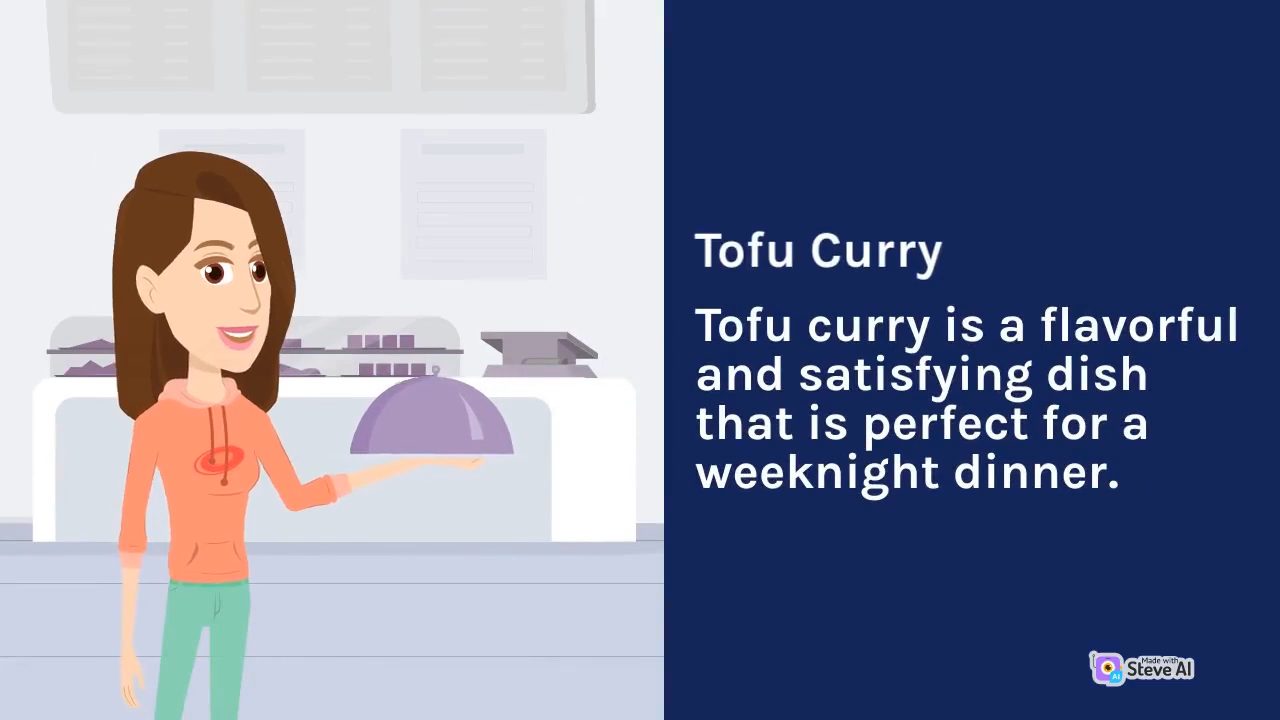 Tofu Curry
Tofu curry is a flavorful
and satisfying dish
that is perfect for a
weeknight dinner.
Made with
Steve AI
AI